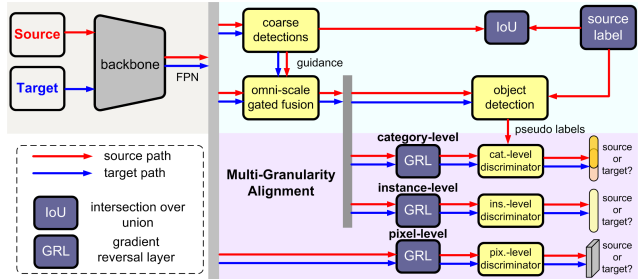 Source
Target
backbone
FPN
coarse
detections
guidance
omni-scale
gated fusion
IoU
source
label
object
detection
pseudo labels
source path
target path
IoU
intersection over
union
GRL
gradient
reversal layer
Multi-Granularity
Alignment
category-level
GRL
cat.-level
discriminator
source
or
target?
instance-level
GRL
ins.-level
discriminator
source
or
target?
pixel-level
GRL
pix.-level
discriminator
source
or
target?